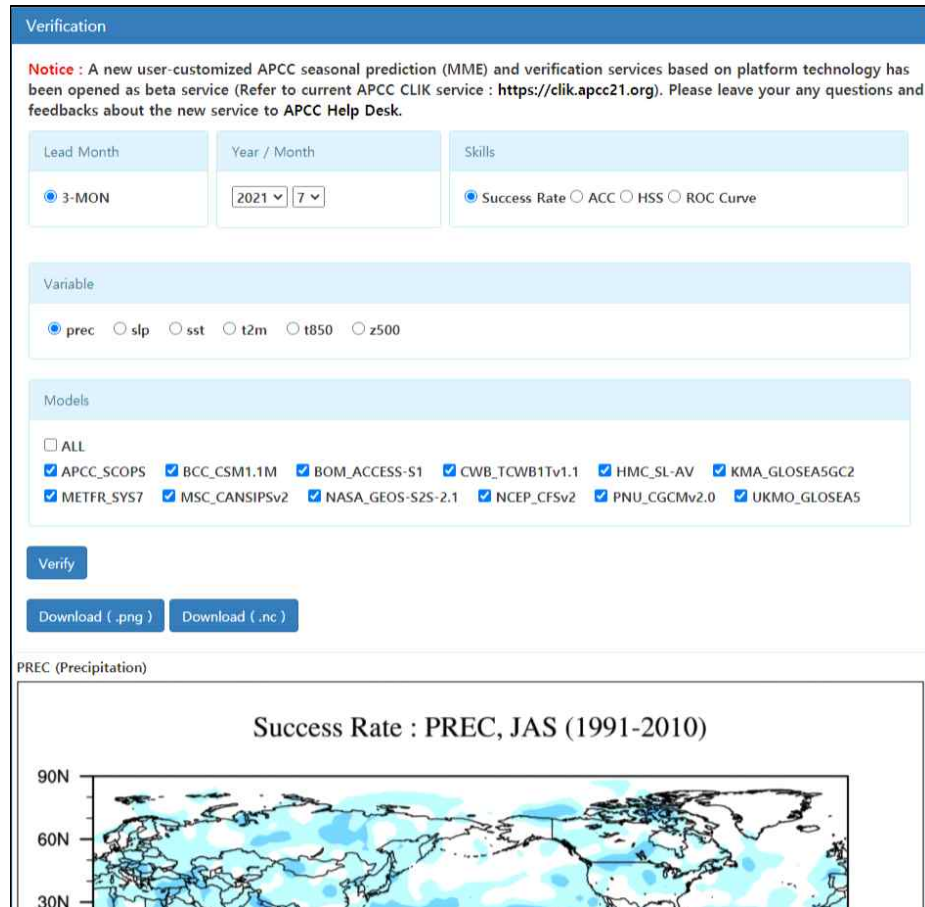 Verification
Notice : A new user-customized APCC seasonal prediction (MME) and verification services based on platform technology has
been opened as beta service (Refer to current APCC CLIK service : https://clik.apcc21.org). Please leave your any questions and
feedbacks about the new service to APCC Help Desk.
Lead Month
Year / Month
Skills
3-MON
2021 7
Success Rate ACC HSS ROC Curve
Variable
prec slp sst t2m t850 z500
Models
ALL
APCC_SCOPS BCC_CSM1.1M BOM_ACCESS-S1 CWB_TCWB1Tv1.1 HMC_SL-AV KMA_GLOSEA5GC2
METFR_SYS7 MSC_CANSIPSv2 NASA_GEOS-S2S-2.1 NCEP_CFSv2 PNU_CGCMv2.0 UKMO_GLOSEA5
Verify
Download ( .png ) Download ( .nc )
PREC (Precipitation)
Success Rate : PREC, JAS (1991-2010)
90N
60N
30N